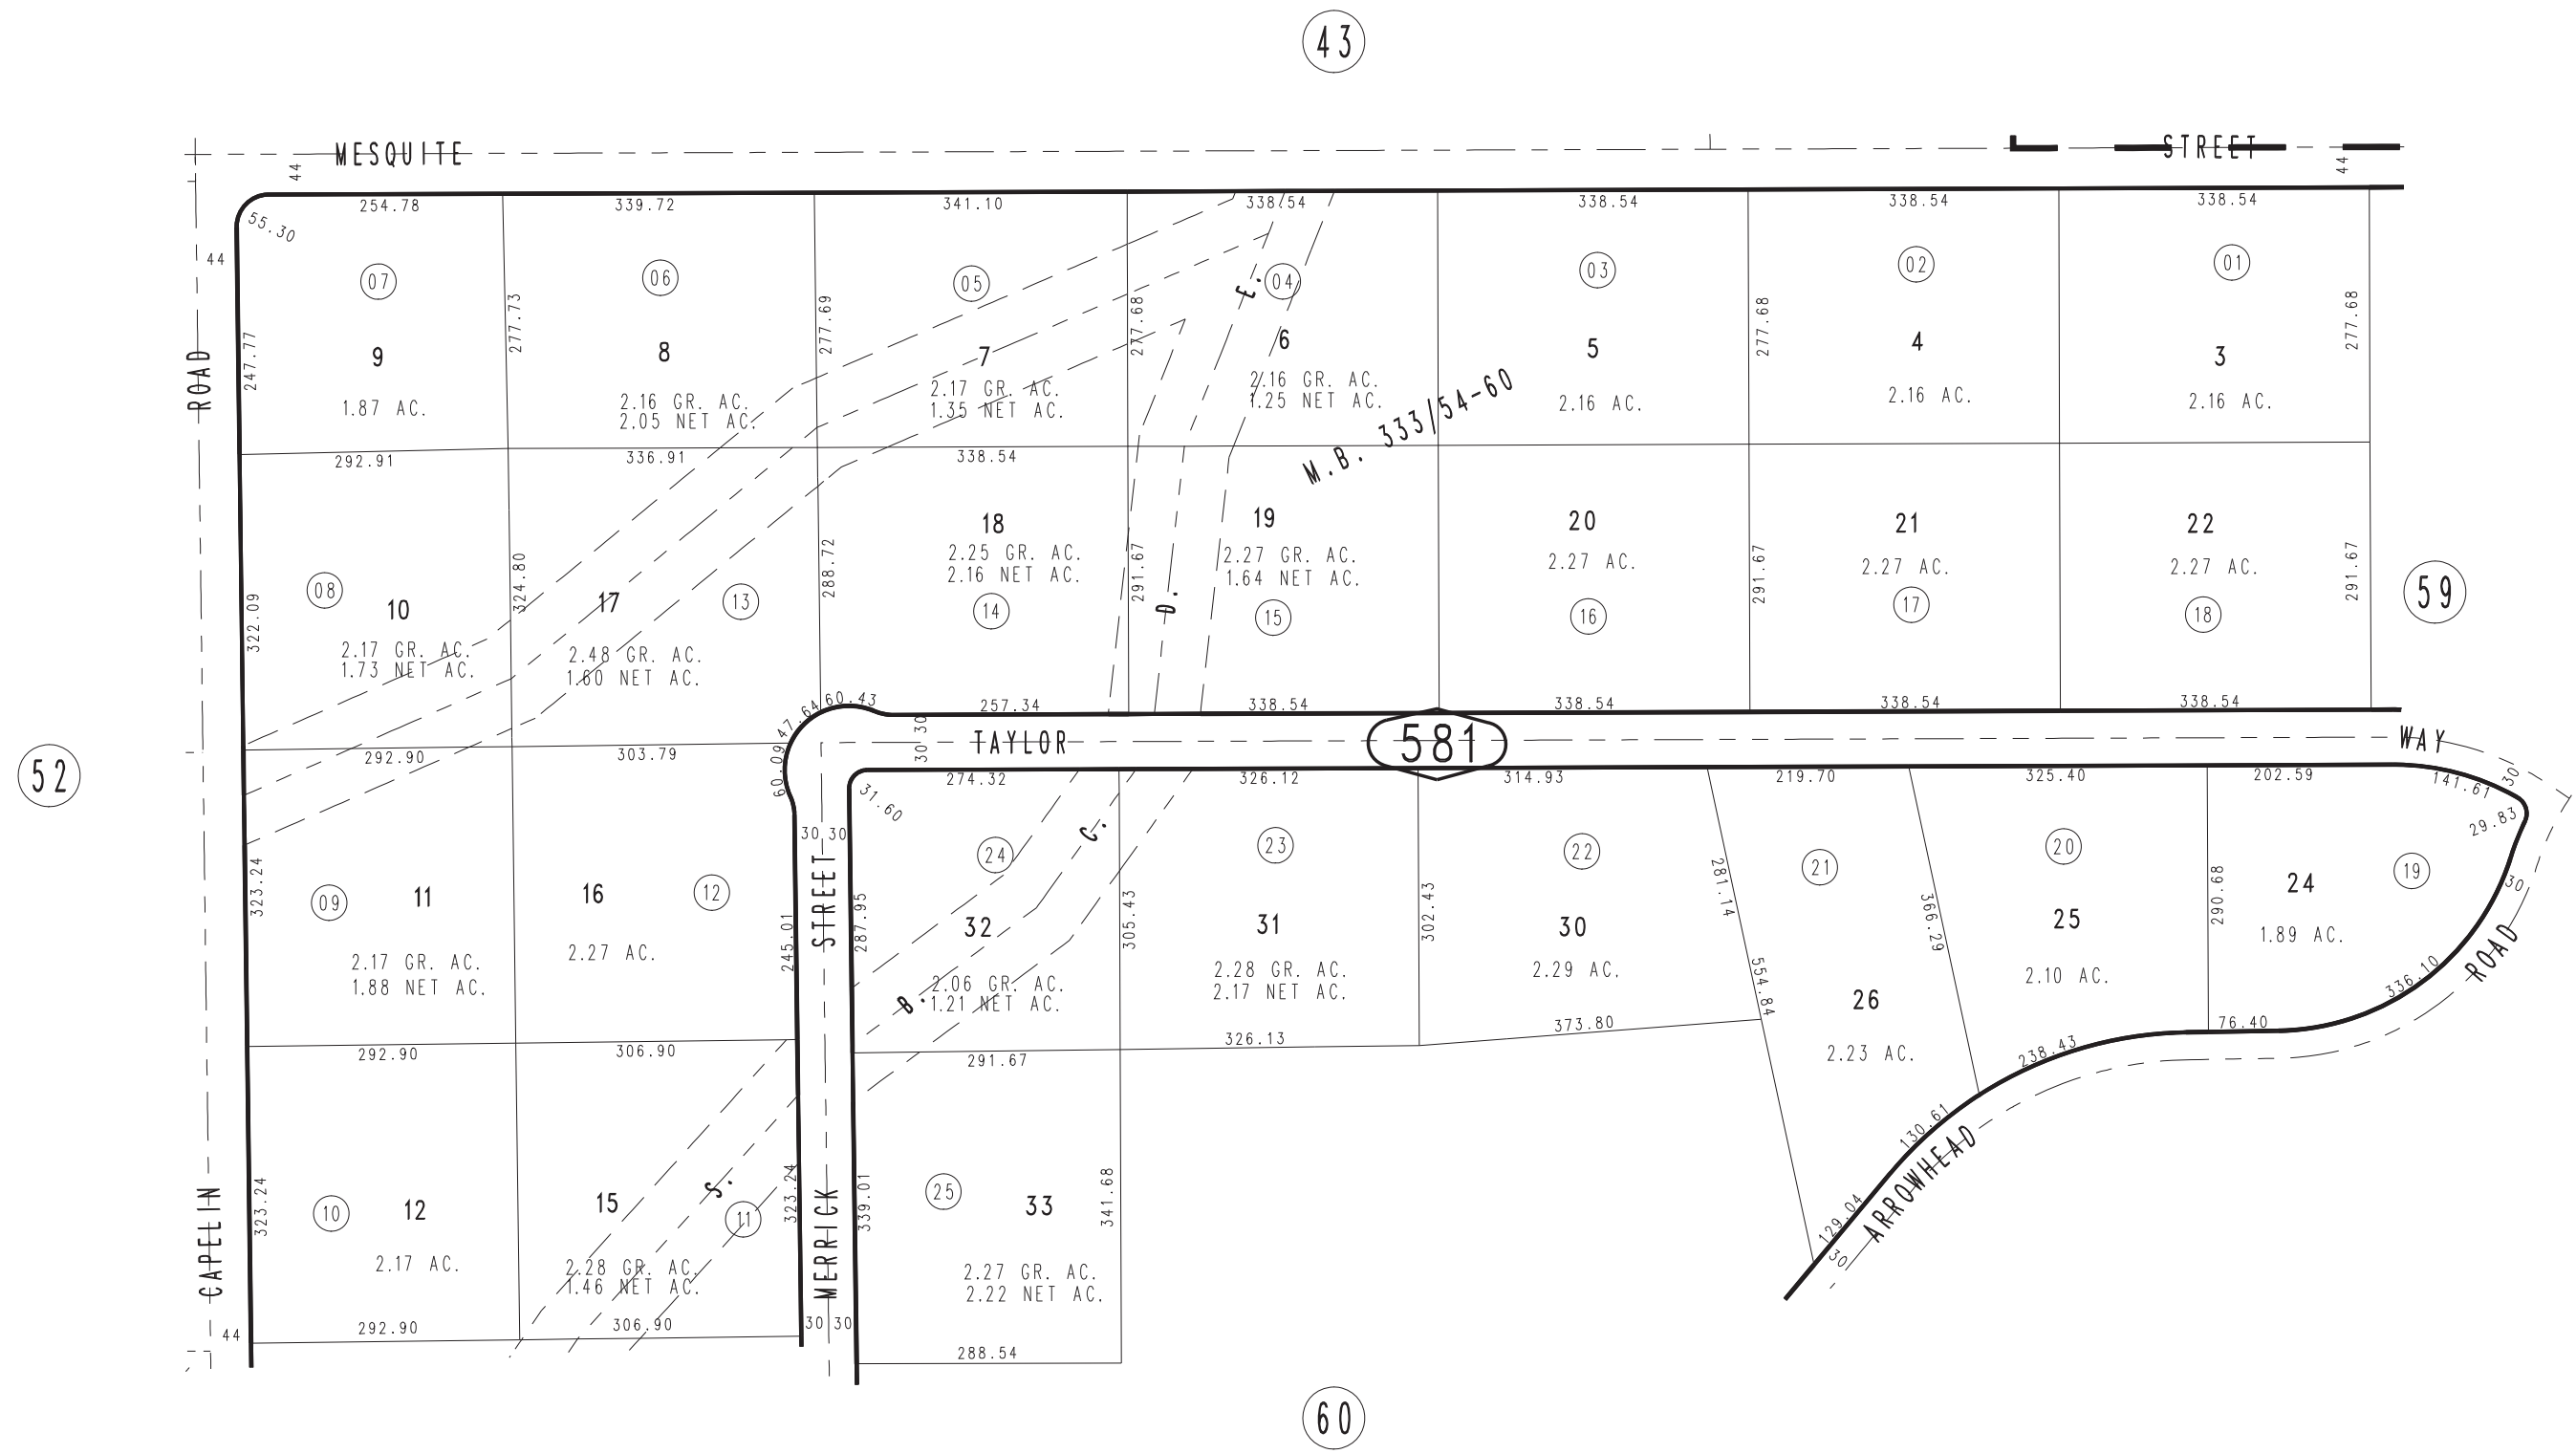 43
MESQUITE STREET
44 44
254.78 339.72 341.10 338.54 338.54 338.54 338.54
55.30
44
07 06 05 E. 04 03 02 01
247.77 277.73 277.69 277.68 277.68 277.68
ROAD
9 8 7 6 5 4 3
1.87 AC.
2.16 GR. AC.
2.05 NET AC.
2.17 GR. AC.
1.35 NET AC.
2.16 GR. AC.
1.25 NET AC.
2.16 AC.
2.16 AC.
2.16 AC.
M.B. 333/54-60
292.91 336.91 338.54
322.09 324.80 288.72 291.67 291.67 291.67
08
10
2.17 GR. AC.
1.73 NET AC.
17
13
2.48 GR. AC.
1.60 NET AC.
18
2.25 GR. AC.
2.16 NET AC.
14
D.
19
2.27 GR. AC.
1.64 NET AC.
15
20
2.27 AC.
16
21
2.27 AC.
17
22
2.27 AC.
18
59
60.09 47.64 60.43 257.34 338.54 338.54 338.54 338.54
30 30
TAYLOR 581 WAY
52
292.90 303.79
274.32 326.12 314.93 219.70 325.40 202.59 141.61 30
31.60
29.83
30 30
323.24 245.01 287.95 305.43 302.43 281.14 554.84 366.29 290.68
09
11
2.17 GR. AC.
1.88 NET AC.
16
12
2.27 AC.
STREET
24
C.
32
B.
2.06 GR. AC.
1.21 NET AC.
23
31
2.28 GR. AC.
2.17 NET AC.
22
30
2.29 AC.
21
26
2.23 AC.
20
25
2.10 AC.
19
24
1.89 AC.
30
ROAD
336.10
76.40
238.43
130.61
129.04
30
ARROWHEAD
292.90 306.90 291.67 326.13 373.80
323.24 323.24 339.01 341.68
CAPELIN
10
12
2.17 AC.
15
S.
11
2.28 GR. AC.
1.46 NET AC.
MERRICK
25
33
2.27 GR. AC.
2.22 NET AC.
44
292.90 306.90
30 30
288.54
60